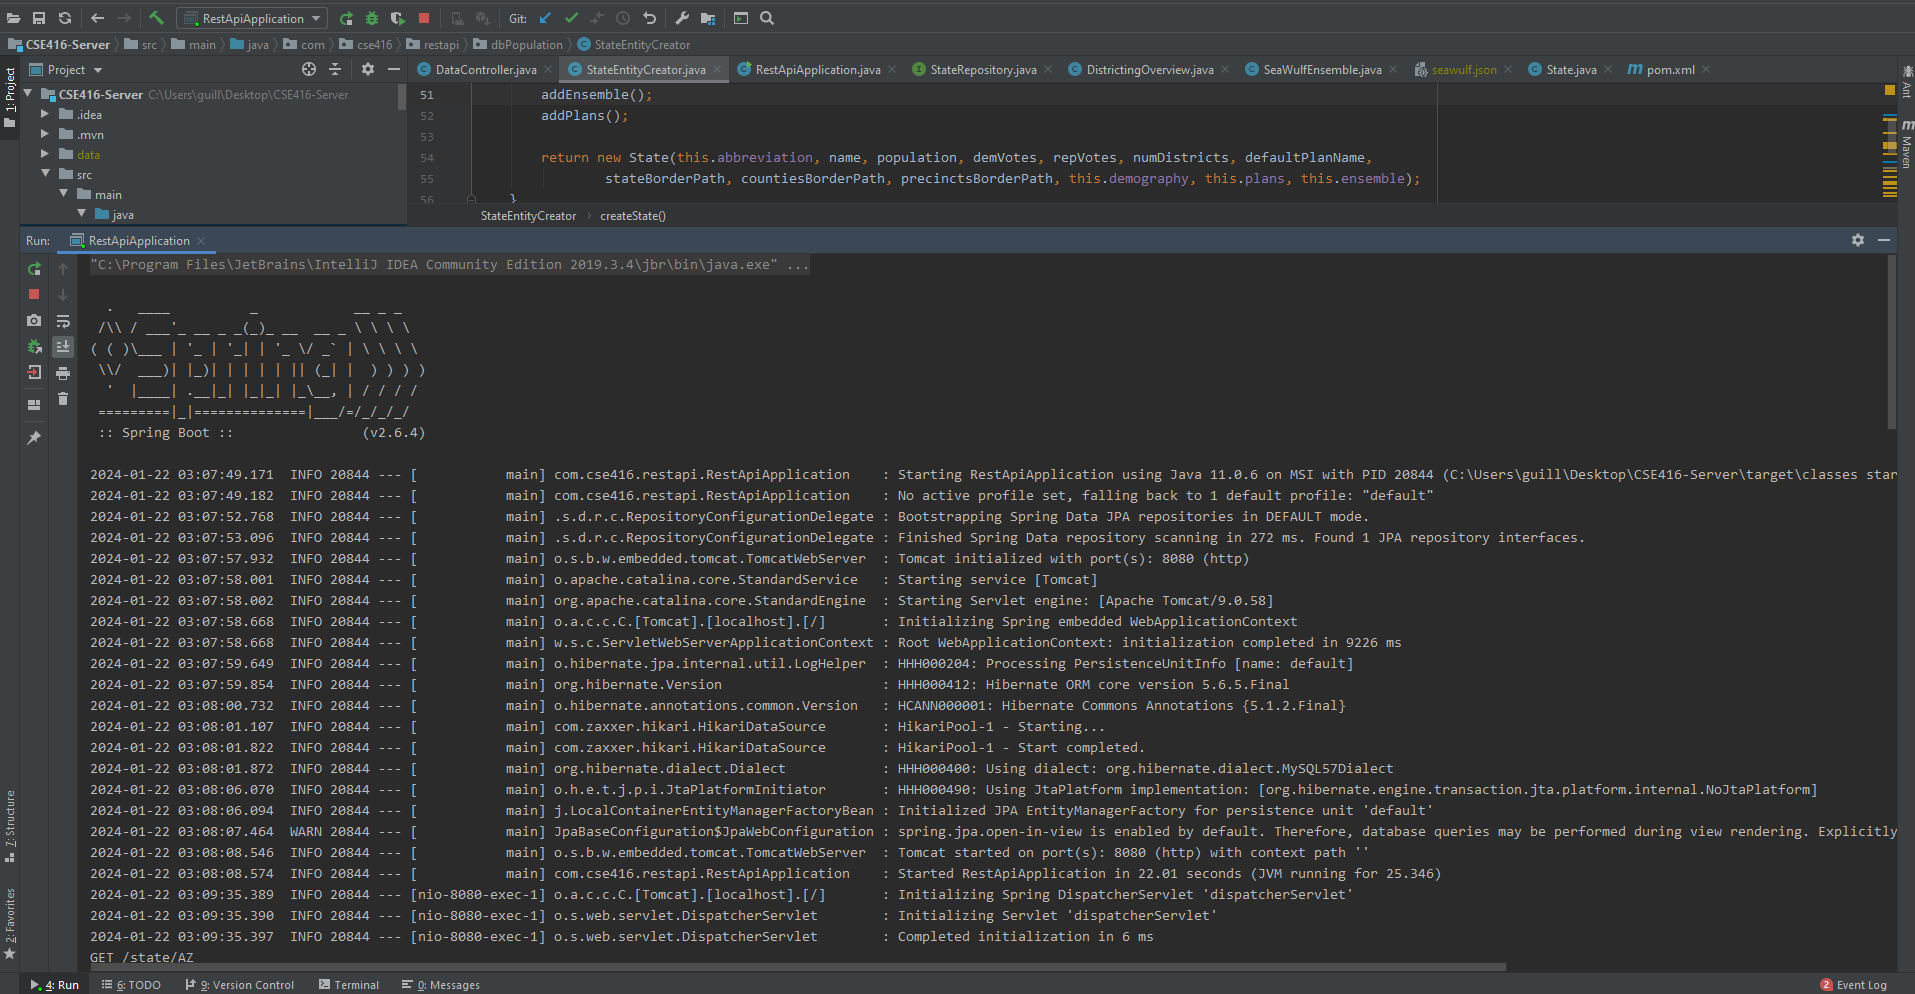 RestApiApplication Git:
CSE416-Server src main java com cse416 restapi dbPopulation StateEntityCreator
Project
DataController.java StateEntityCreator.java RestApiApplication.java StateRepository.java DistrictingOverview.java SeaWulfEnsemble.java seawulf.json State.java pom.xml
1: Project
Ant
Maven
CSE416-Server C:\Users\guill\Desktop\CSE416-Server
.idea
.mvn
data
src
main
java
51 addEnsemble();
52 addPlans();
53
54 return new State(this.abbreviation, name, population, demVotes, repVotes, numDistricts, defaultPlanName,
55 stateBorderPath, countiesBorderPath, precinctsBorderPath, this.demography, this.plans, this.ensemble);
56 }
StateEntityCreator createState()
Run: RestApiApplication
"C:\Program Files\JetBrains\IntelliJ IDEA Community Edition 2019.3.4\jbr\bin\java.exe" ...
  .   ____          _            __ _ _
 /\\ / ___'_ __ _ _(_)_ __  __ _ \ \ \ \
( ( )\___ | '_ | '_| | '_ \/ _` | \ \ \ \
 \\/  ___)| |_)| | | | | || (_| |  ) ) ) )
  '  |____| .__|_| |_|_| |_\__, | / / / /
 =========|_|==============|___/=/_/_/_/
 :: Spring Boot ::                (v2.6.4)
2024-01-22 03:07:49.171  INFO 20844 --- [           main] com.cse416.restapi.RestApiApplication    : Starting RestApiApplication using Java 11.0.6 on MSI with PID 20844 (C:\Users\guill\Desktop\CSE416-Server\target\classes star
2024-01-22 03:07:49.182  INFO 20844 --- [           main] com.cse416.restapi.RestApiApplication    : No active profile set, falling back to 1 default profile: "default"
2024-01-22 03:07:52.768  INFO 20844 --- [           main] .s.d.r.c.RepositoryConfigurationDelegate : Bootstrapping Spring Data JPA repositories in DEFAULT mode.
2024-01-22 03:07:53.096  INFO 20844 --- [           main] .s.d.r.c.RepositoryConfigurationDelegate : Finished Spring Data repository scanning in 272 ms. Found 1 JPA repository interfaces.
2024-01-22 03:07:57.932  INFO 20844 --- [           main] o.s.b.w.embedded.tomcat.TomcatWebServer  : Tomcat initialized with port(s): 8080 (http)
2024-01-22 03:07:58.001  INFO 20844 --- [           main] o.apache.catalina.core.StandardService   : Starting service [Tomcat]
2024-01-22 03:07:58.002  INFO 20844 --- [           main] org.apache.catalina.core.StandardEngine  : Starting Servlet engine: [Apache Tomcat/9.0.58]
2024-01-22 03:07:58.668  INFO 20844 --- [           main] o.a.c.c.C.[Tomcat].[localhost].[/]       : Initializing Spring embedded WebApplicationContext
2024-01-22 03:07:58.668  INFO 20844 --- [           main] w.s.c.ServletWebServerApplicationContext : Root WebApplicationContext: initialization completed in 9226 ms
2024-01-22 03:07:59.649  INFO 20844 --- [           main] o.hibernate.jpa.internal.util.LogHelper  : HHH000204: Processing PersistenceUnitInfo [name: default]
2024-01-22 03:07:59.854  INFO 20844 --- [           main] org.hibernate.Version                    : HHH000412: Hibernate ORM core version 5.6.5.Final
2024-01-22 03:08:00.732  INFO 20844 --- [           main] o.hibernate.annotations.common.Version   : HCANN000001: Hibernate Commons Annotations {5.1.2.Final}
2024-01-22 03:08:01.107  INFO 20844 --- [           main] com.zaxxer.hikari.HikariDataSource       : HikariPool-1 - Starting...
2024-01-22 03:08:01.822  INFO 20844 --- [           main] com.zaxxer.hikari.HikariDataSource       : HikariPool-1 - Start completed.
2024-01-22 03:08:01.872  INFO 20844 --- [           main] org.hibernate.dialect.Dialect            : HHH000400: Using dialect: org.hibernate.dialect.MySQL57Dialect
2024-01-22 03:08:06.070  INFO 20844 --- [           main] o.h.e.t.j.p.i.JtaPlatformInitiator       : HHH000490: Using JtaPlatform implementation: [org.hibernate.engine.transaction.jta.platform.internal.NoJtaPlatform]
2024-01-22 03:08:06.094  INFO 20844 --- [           main] j.LocalContainerEntityManagerFactoryBean : Initialized JPA EntityManagerFactory for persistence unit 'default'
2024-01-22 03:08:07.464  WARN 20844 --- [           main] JpaBaseConfiguration$JpaWebConfiguration : spring.jpa.open-in-view is enabled by default. Therefore, database queries may be performed during view rendering. Explicitly
2024-01-22 03:08:08.546  INFO 20844 --- [           main] o.s.b.w.embedded.tomcat.TomcatWebServer  : Tomcat started on port(s): 8080 (http) with context path ''
2024-01-22 03:08:08.574  INFO 20844 --- [           main] com.cse416.restapi.RestApiApplication    : Started RestApiApplication in 22.01 seconds (JVM running for 25.346)
2024-01-22 03:09:35.389  INFO 20844 --- [nio-8080-exec-1] o.a.c.c.C.[Tomcat].[localhost].[/]       : Initializing Spring DispatcherServlet 'dispatcherServlet'
2024-01-22 03:09:35.390  INFO 20844 --- [nio-8080-exec-1] o.s.web.servlet.DispatcherServlet        : Initializing Servlet 'dispatcherServlet'
2024-01-22 03:09:35.397  INFO 20844 --- [nio-8080-exec-1] o.s.web.servlet.DispatcherServlet        : Completed initialization in 6 ms
GET /state/AZ
7: Structure
2: Favorites
4: Run 6: TODO 9: Version Control Terminal 0: Messages 2 Event Log